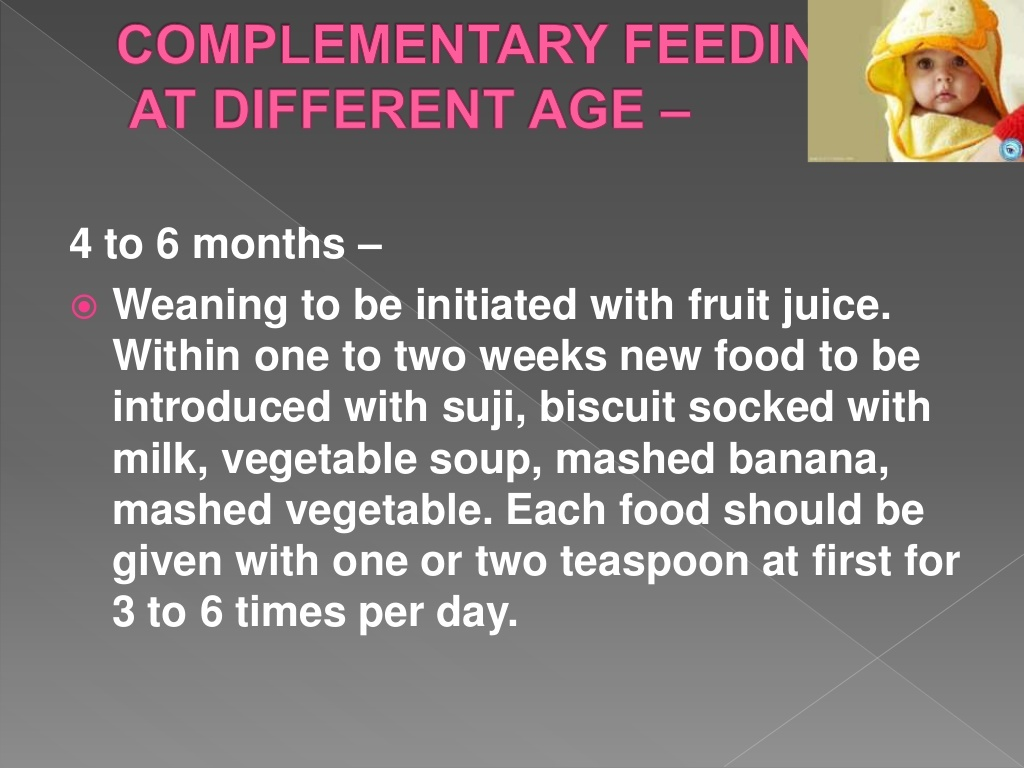 COMPLEMENTARY FEEDIN
AT DIFFERENT AGE –
4 to 6 months –
Weaning to be initiated with fruit juice.
Within one to two weeks new food to be
introduced with suji, biscuit socked with
milk, vegetable soup, mashed banana,
mashed vegetable. Each food should be
given with one or two teaspoon at first for
3 to 6 times per day.